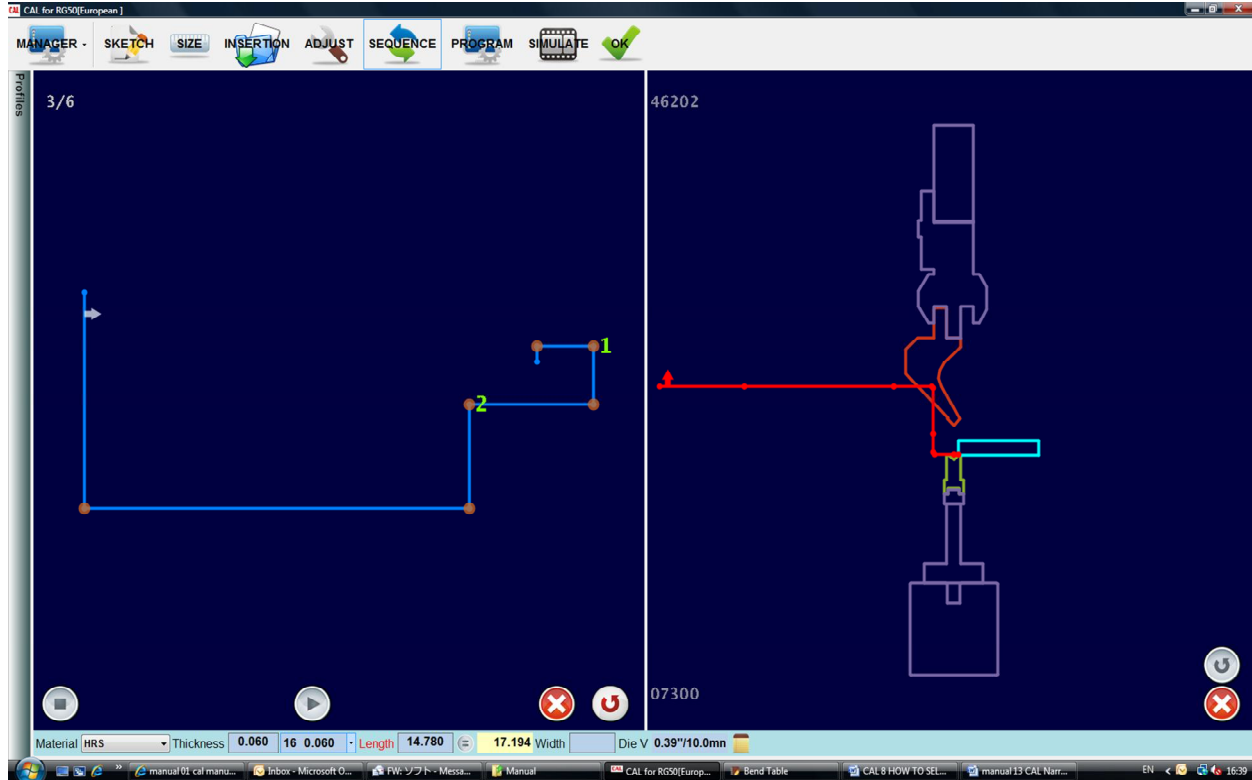 CAL CAL for RG50[European ]
MANAGER SKETCH SIZE INSERTION ADJUST SEQUENCE PROGRAM SIMULATE OK
Profiles
3/6
46202
1
2
07300
Material HRS Thickness 0.060 16 0.060 Length 14.780 = 17.194 Width Die V 0.39"/10.0mn
manual 01 cal manu... Inbox - Microsoft O... FW: ソフト - Messa... Manual CAL CAL for RG50[Europ... Bend Table CAL 8 HOW TO SEL... manual 13 CAL Narr... EN 16:39